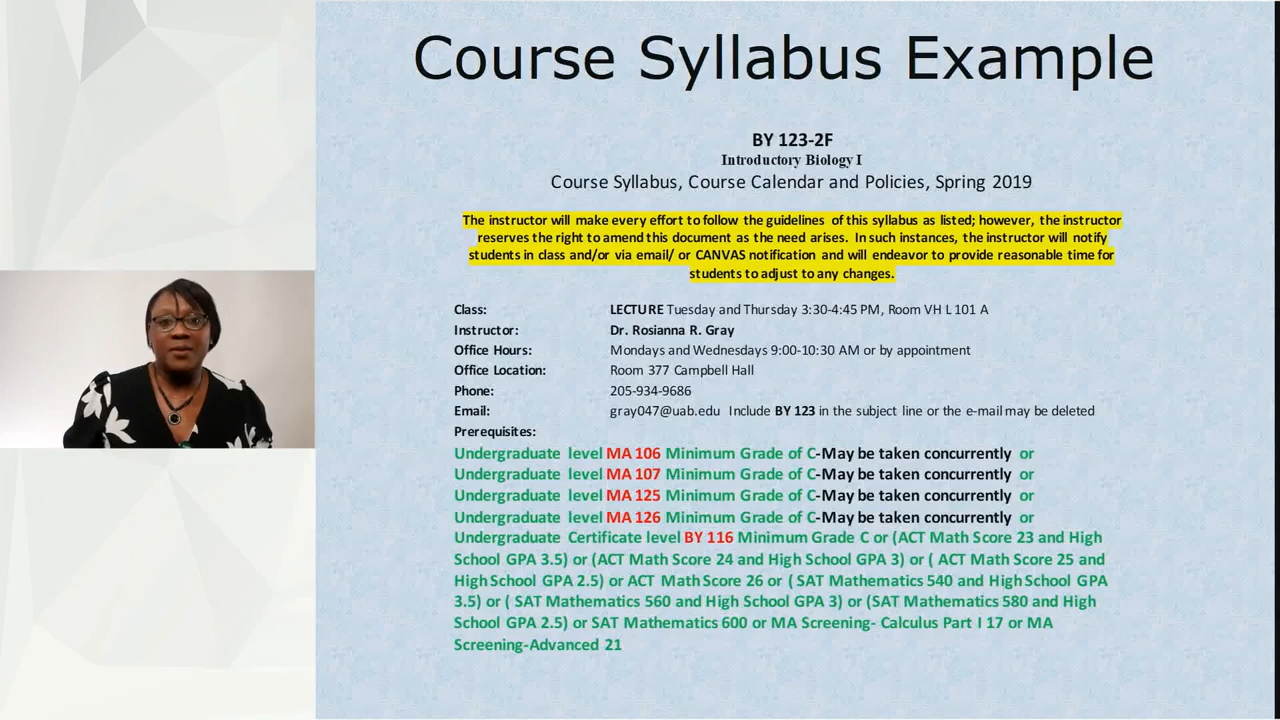 Course Syllabus Example
BY 123-2F
Introductory Biology I
Course Syllabus, Course Calendar and Policies, Spring 2019
The instructor will make every effort to follow the guidelines of this syllabus as listed; however, the instructor
reserves the right to amend this document as the need arises. In such instances, the instructor will notify
students in class and/or via email/ or CANVAS notification and will endeavor to provide reasonable time for
students to adjust to any changes.
Class: LECTURE Tuesday and Thursday 3:30-4:45 PM, Room VH L 101 A
Instructor: Dr. Rosianna R. Gray
Office Hours: Mondays and Wednesdays 9:00-10:30 AM or by appointment
Office Location: Room 377 Campbell Hall
Phone: 205-934-9686
Email: gray047@uab.edu Include BY 123 in the subject line or the e-mail may be deleted
Prerequisites:
Undergraduate level MA 106 Minimum Grade of C-May be taken concurrently or
Undergraduate level MA 107 Minimum Grade of C-May be taken concurrently or
Undergraduate level MA 125 Minimum Grade of C-May be taken concurrently or
Undergraduate level MA 126 Minimum Grade of C-May be taken concurrently or
Undergraduate Certificate level BY 116 Minimum Grade C or (ACT Math Score 23 and High
School GPA 3.5) or (ACT Math Score 24 and High School GPA 3) or ( ACT Math Score 25 and
High School GPA 2.5) or ACT Math Score 26 or ( SAT Mathematics 540 and High School GPA
3.5) or ( SAT Mathematics 560 and High School GPA 3) or (SAT Mathematics 580 and High
School GPA 2.5) or SAT Mathematics 600 or MA Screening- Calculus Part I 17 or MA
Screening-Advanced 21